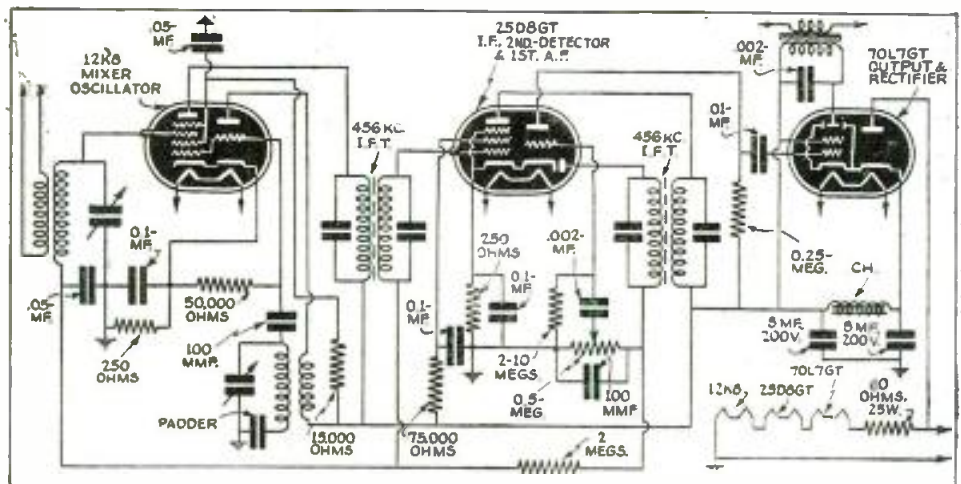 .05-
MF.
12K8
MIXER
OSCILLATOR
456 KC.
I.F.T.
25D8GT
I.F., 2ND.-DETECTOR
& 1ST. A.F.
456 KC
I.F.T.
.002-
MF.
.01-
MF.
70L7GT
OUTPUT &
RECTIFIER
0.1-
MF.
.05-
MF.
250
OHMS
50,000
OHMS
100
MMF.
PADDER
15,000
OHMS
75,000
OHMS
0.1-
MF.
250
OHMS
0.1-
MF
.002-
MF.
2-10
MEGS.
0.5-
MEG.
100
MMF
2
MEGS.
0.25-
MEG.
CH.
8 MF.
200V.
8 MF.
200V.
12K8
25D8GT
70L7GT
OHMS,
25W.